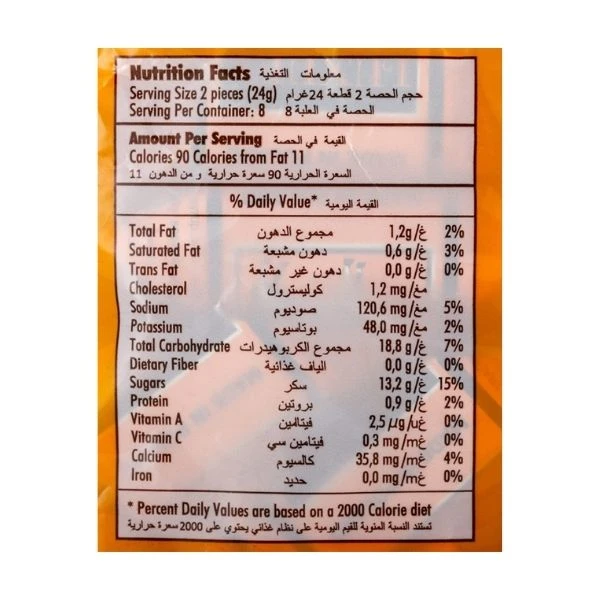 Nutrition Facts معلومات التغذية
Serving Size 2 pieces (24g) حجم الحصة 2 قطعة 24غرام
Serving Per Container: 8 الحصة في العلبة 8
Amount Per Serving القيمة في الحصة
Calories 90 Calories from Fat 11
السعرة الحرارية 90 سعرة حرارية و من الدهون 11
% Daily Value* القيمة اليومية
Total Fat مجموع الدهون 1,2g/غ 2%
Saturated Fat دهون مشبعة 0,6 g/غ 3%
Trans Fat دهون غير مشبعة 0,0 g/غ 0%
Cholesterol كوليسترول 1,2 mg/مغ
Sodium صوديوم 120,6 mg/مغ 5%
Potassium بوتاسيوم 48,0 mg/مغ 2%
Total Carbohydrate مجموع الكربوهيدرات 18,8 g/غ 7%
Dietary Fiber الياف غذائية 0,0 g/غ 0%
Sugars سكر 13,2 g/غ 15%
Protein بروتين 0,9 g/غ 2%
Vitamin A فيتامين 2,5 µg/uغ 0%
Vitamin C فيتامين سي 0,3 mg/mغ 0%
Calcium كالسيوم 35,8 mg/mغ 4%
Iron حديد 0,0 mg/mغ 0%
* Percent Daily Values are based on a 2000 Calorie diet
تستند النسبة المئوية للقيم اليومية على نظام غذائي يحتوي على 2000 سعرة حرارية